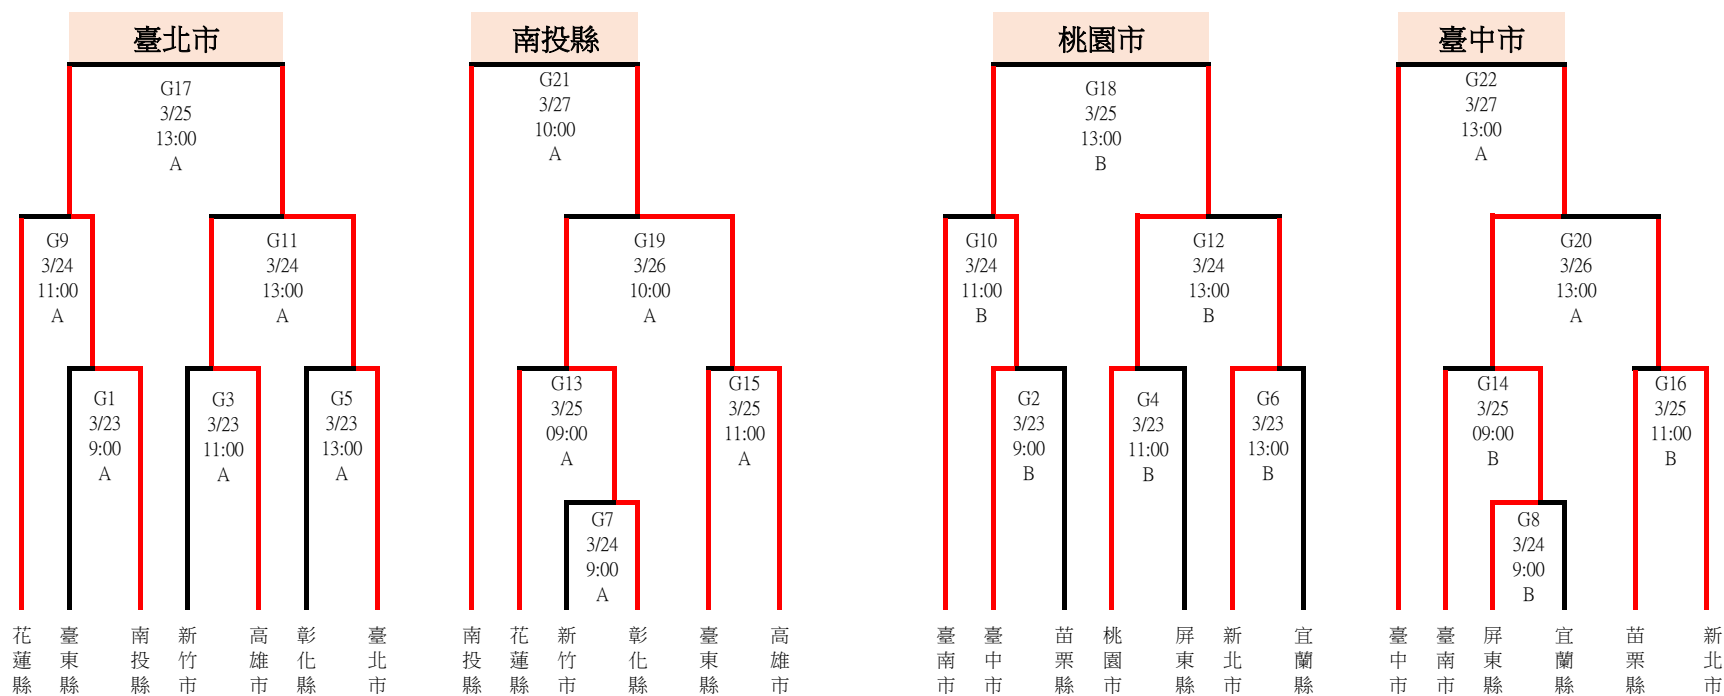 臺北市
南投縣
桃園市
臺中市
G17
3/25
13:00
A
G21
3/27
10:00
A
G18
3/25
13:00
B
G22
3/27
13:00
A
G9
3/24
11:00
A
G11
3/24
13:00
A
G19
3/26
10:00
A
G10
3/24
11:00
B
G12
3/24
13:00
B
G20
3/26
13:00
A
G1
3/23
9:00
A
G3
3/23
11:00
A
G5
3/23
13:00
A
G13
3/25
09:00
A
G15
3/25
11:00
A
G2
3/23
9:00
B
G4
3/23
11:00
B
G6
3/23
13:00
B
G14
3/25
09:00
B
G16
3/25
11:00
B
G7
3/24
9:00
A
G8
3/24
9:00
B
花蓮縣
臺東縣
南投縣
新竹市
高雄市
彰化縣
臺北市
南投縣
花蓮縣
新竹市
彰化縣
臺東縣
高雄市
臺南市
臺中市
苗栗縣
桃園市
屏東縣
新北市
宜蘭縣
臺中市
臺南市
屏東縣
宜蘭縣
苗栗縣
新北市